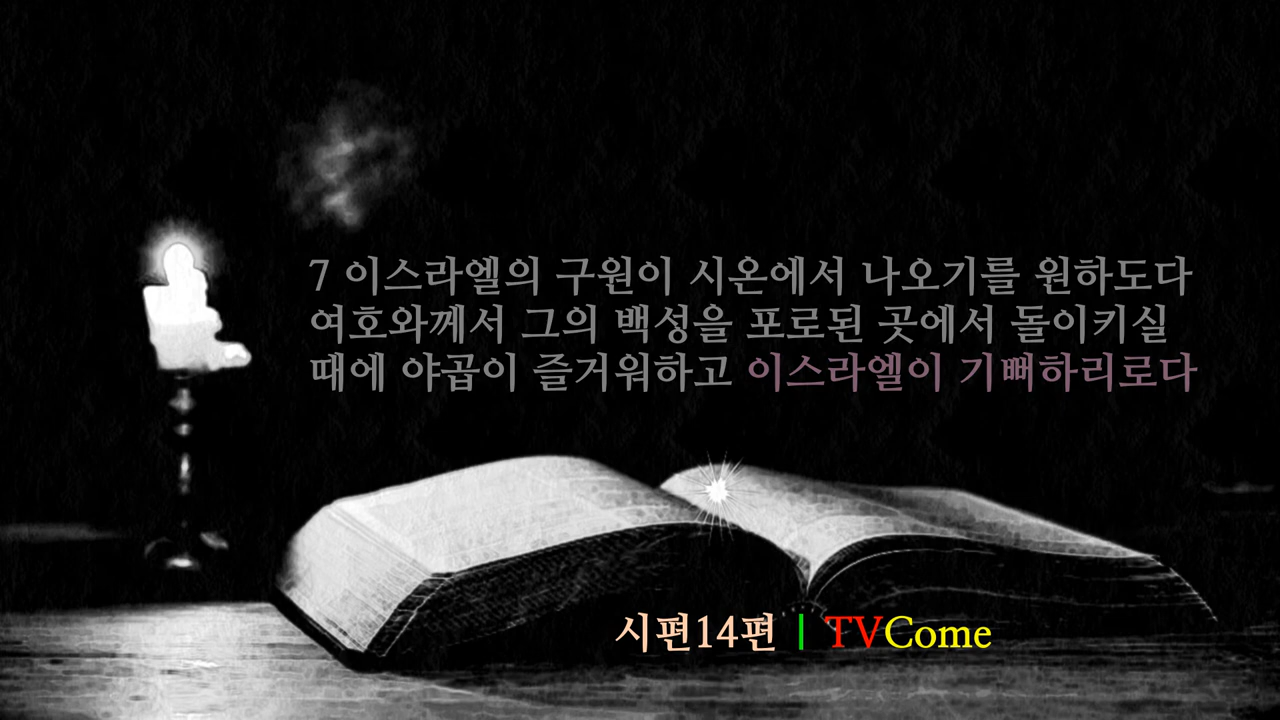 7 이스라엘의 구원이 시온에서 나오기를 원하도다
여호와께서 그의 백성을 포로된 곳에서 돌이키실
때에 야곱이 즐거워하고 이스라엘이 기뻐하리로다
시편14편 | TVCome